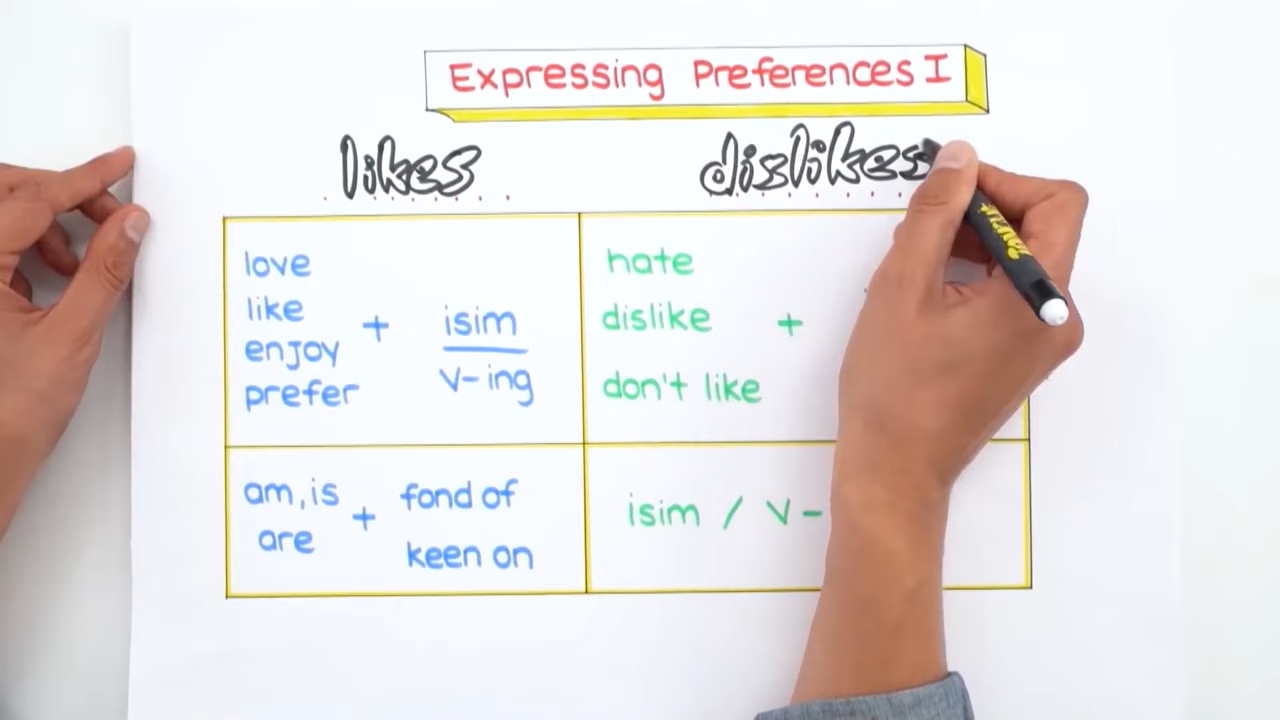 Expressing Preferences I
likes
dislikes
love
like
enjoy
prefer
+
isim
V-ing
hate
dislike
don't like
+
am, is
are
+
fond of
keen on
isim / V-